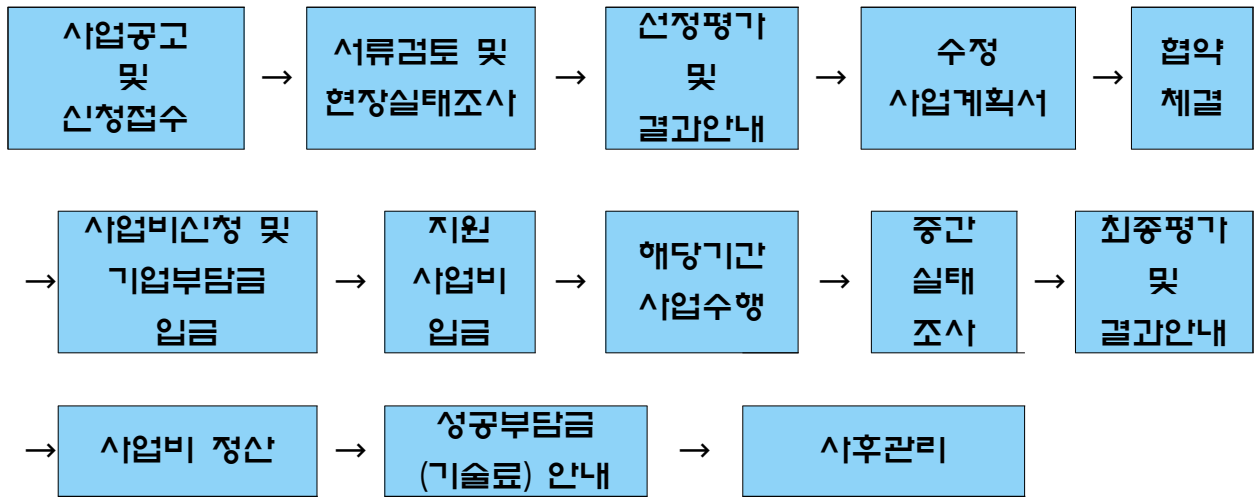 사업공고
및
신청접수
→
서류검토 및
현장실태조사
→
선정평가
및
결과안내
→
수정
사업계획서
→
협약
체결
→
사업비신청 및
기업부담금
입금
→
지원
사업비
입금
→
해당기간
사업수행
→
중간
실태
조사
→
최종평가
및
결과안내
→
사업비 정산
→
성공부담금
(기술료) 안내
→
사후관리